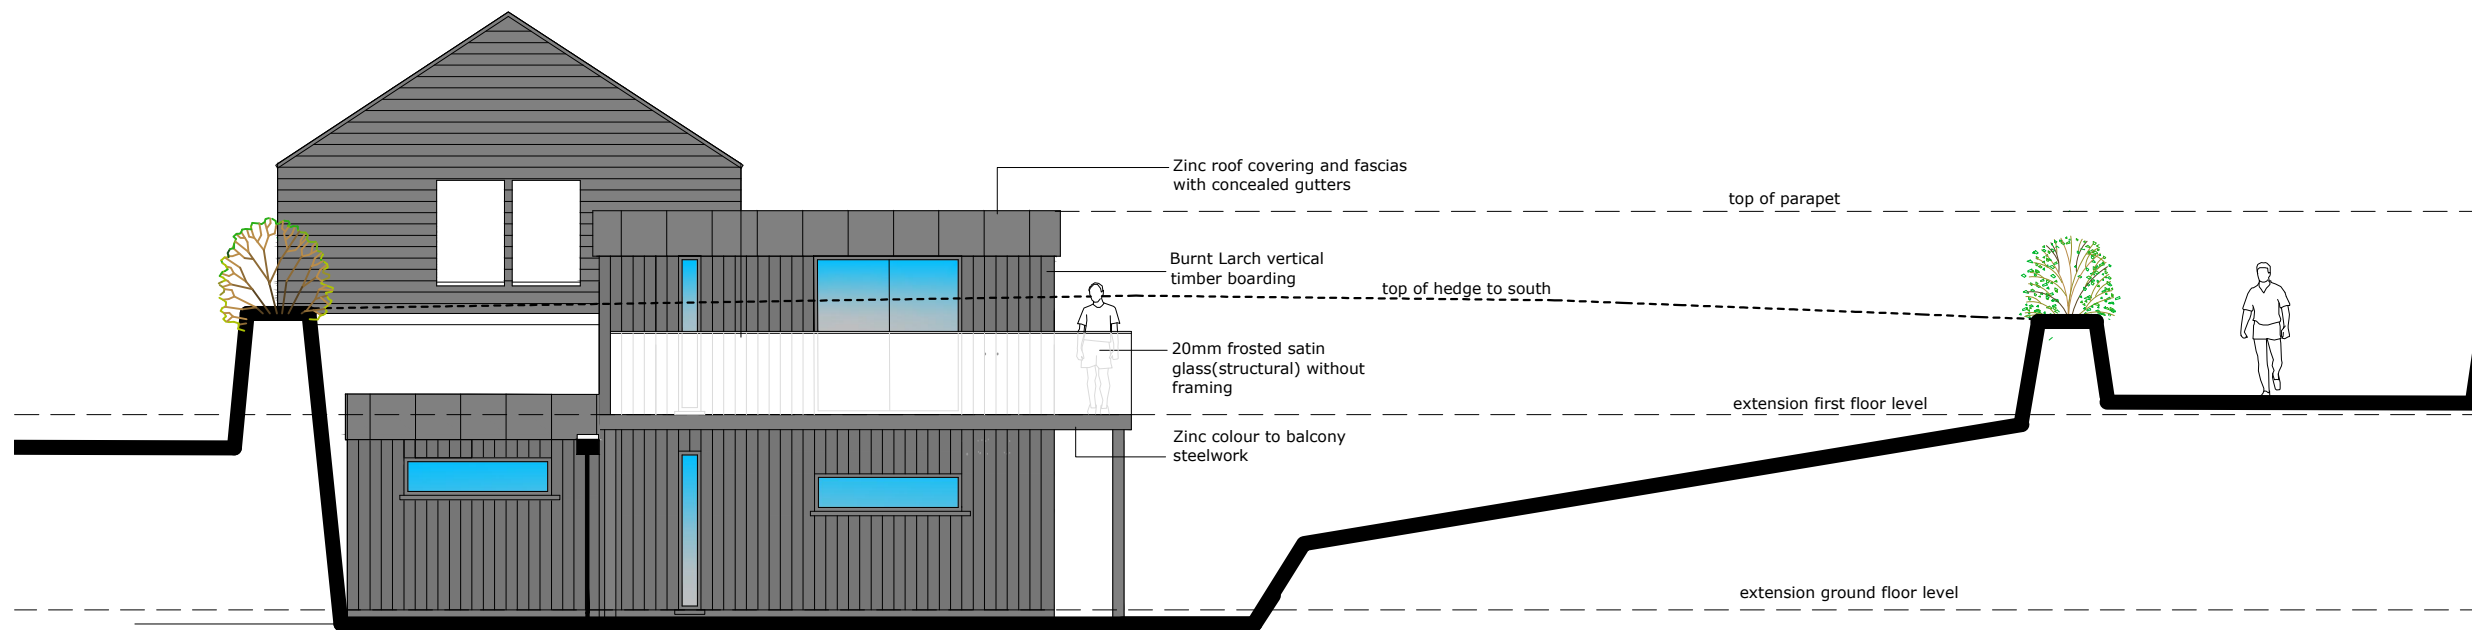 Zinc roof covering and fascias
with concealed gutters
top of parapet
Burnt Larch vertical
timber boarding
top of hedge to south
20mm frosted satin
glass(structural) without
framing
extension first floor level
Zinc colour to balcony
steelwork
extension ground floor level